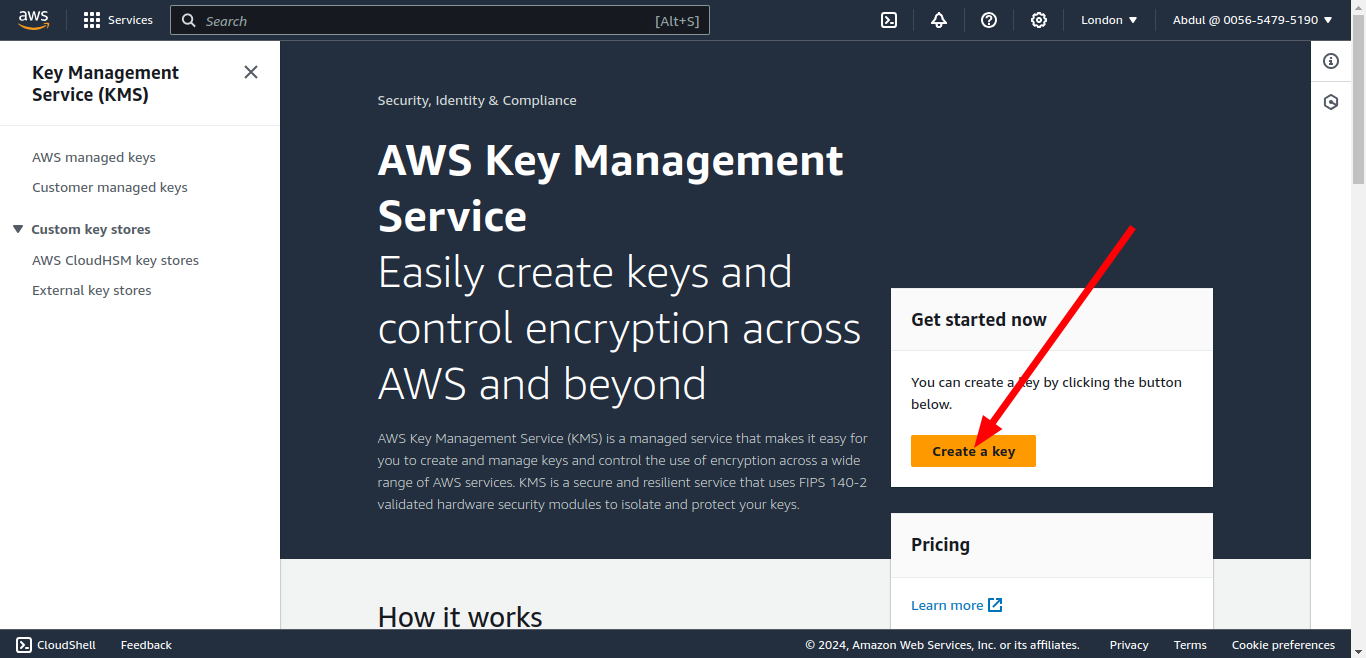 aws
Services
Search
[Alt+S]
London
Abdul @ 0056-5479-5190
Key Management
Service (KMS)
AWS managed keys
Customer managed keys
Custom key stores
AWS CloudHSM key stores
External key stores
Security, Identity & Compliance
AWS Key Management
Service
Easily create keys and
control encryption across
AWS and beyond
AWS Key Management Service (KMS) is a managed service that makes it easy for
you to create and manage keys and control the use of encryption across a wide
range of AWS services. KMS is a secure and resilient service that uses FIPS 140-2
validated hardware security modules to isolate and protect your keys.
Get started now
You can create a key by clicking the button
below.
Create a key
Pricing
Learn more
How it works
CloudShell
Feedback
© 2024, Amazon Web Services, Inc. or its affiliates.
Privacy
Terms
Cookie preferences